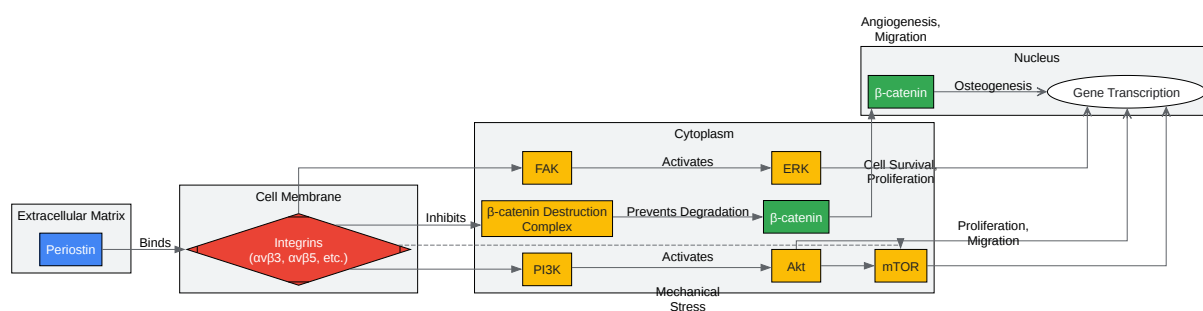 Angiogenesis,
Migration
Nucleus
β-catenin
Osteogenesis
Gene Transcription
Cytoplasm
FAK
Activates
ERK
Cell Survival,
Proliferation
Cell Membrane
Extracellular Matrix
Periostin
Binds
Integrins
(αvβ3, αvβ5, etc.)
Inhibits
β-catenin Destruction
Complex
Prevents Degradation
β-catenin
Proliferation,
Migration
PI3K
Activates
Akt
mTOR
Mechanical
Stress